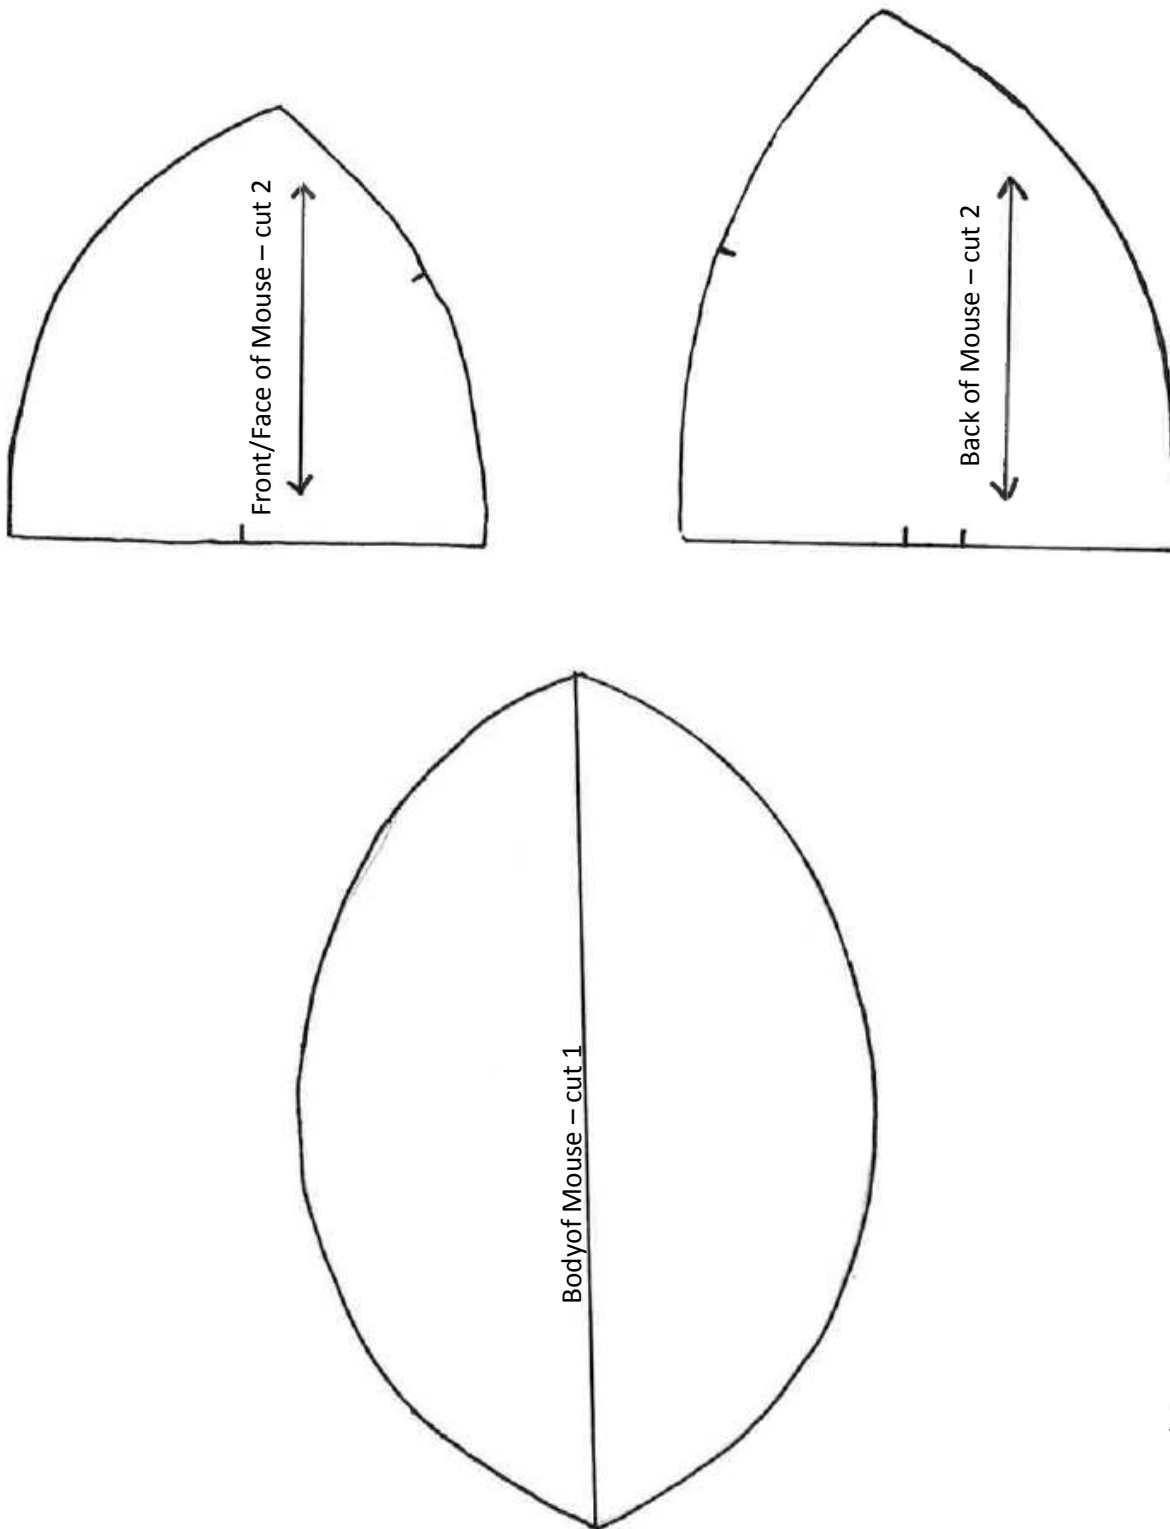 Front/Face of Mouse – cut 2
Back of Mouse – cut 2
Bodyof Mouse – cut 1